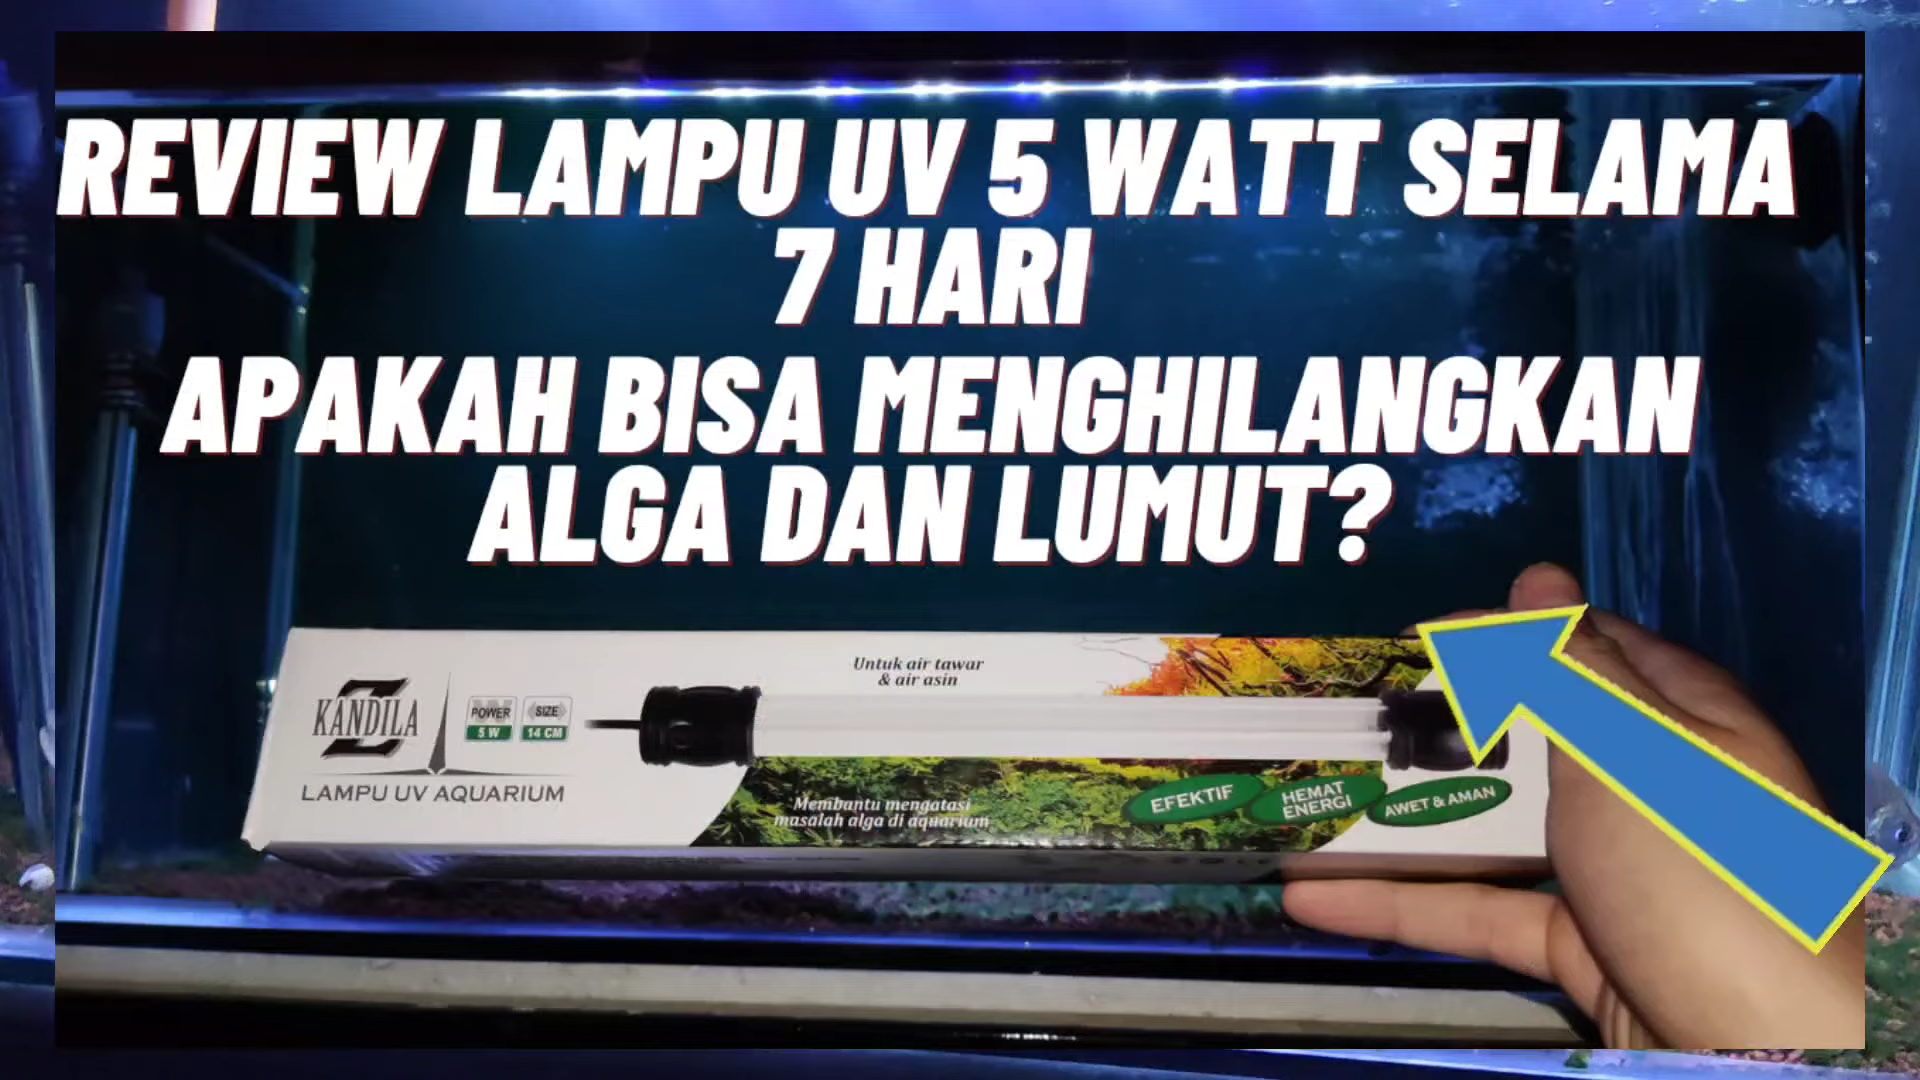 REVIEW LAMPU UV 5 WATT SELAMA
7 HARI
APAKAH BISA MENGHILANGKAN
ALGA DAN LUMUT?
Untuk air tawar
& air asin
Z
KANDILA
POWER
5 W
SIZE
14 CM
LAMPU UV AQUARIUM
Membantu mengatasi
masalah alga di aquarium
EFEKTIF
HEMAT
ENERGI
AWET & AMAN